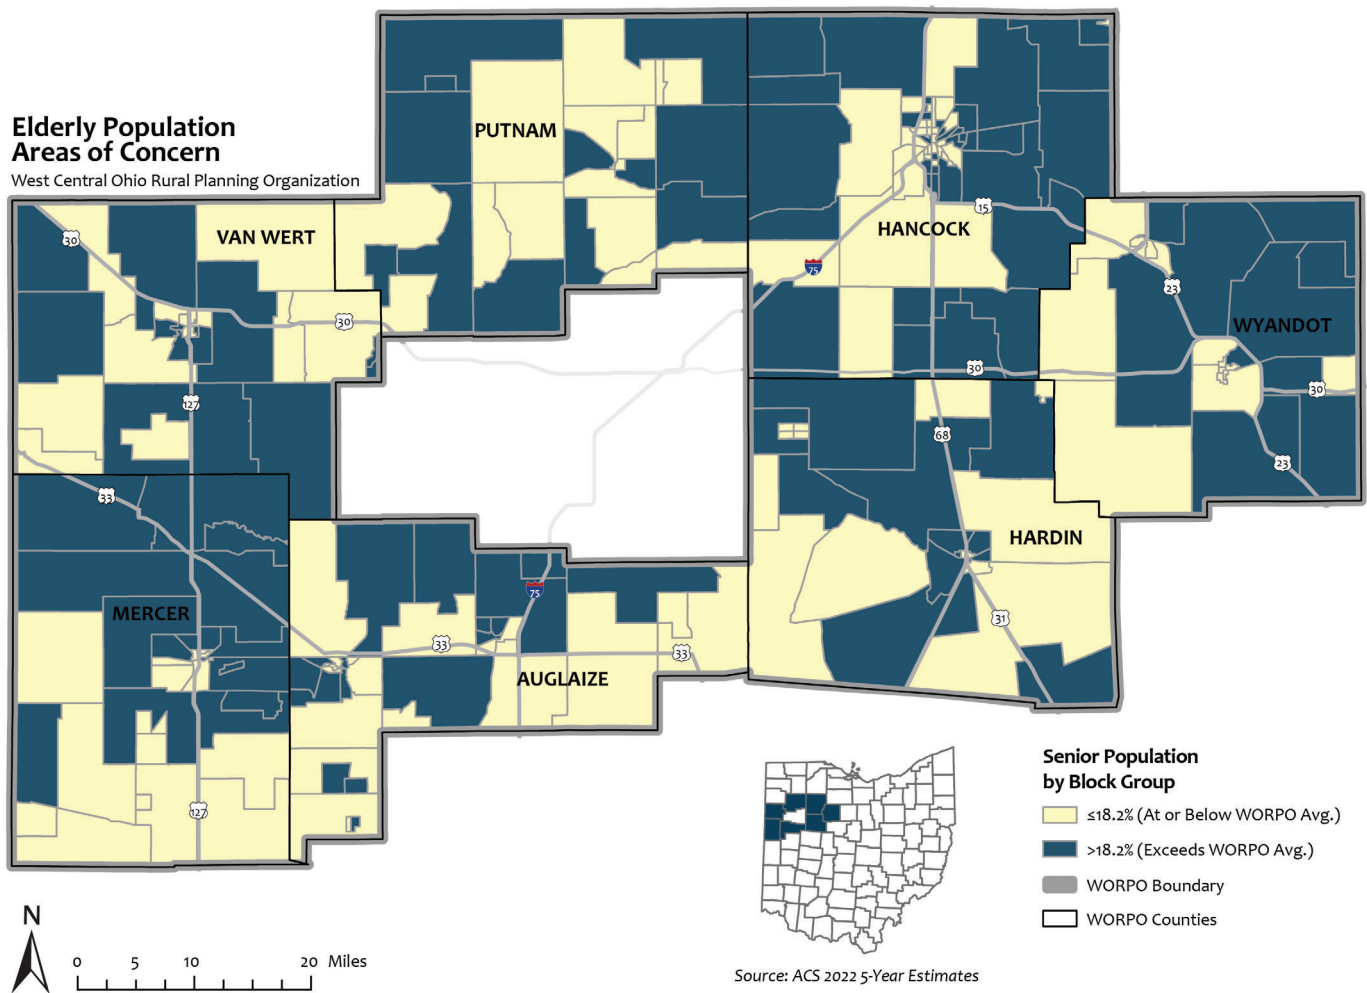 Elderly Population
Areas of Concern
West Central Ohio Rural Planning Organization
PUTNAM
HANCOCK
VAN WERT
WYANDOT
HARDIN
MERCER
AUGLAIZE
30
30
127
33
15
75
23
30
30
23
68
31
75
33
33
127
Senior Population
by Block Group
≤18.2% (At or Below WORPO Avg.)
>18.2% (Exceeds WORPO Avg.)
WORPO Boundary
WORPO Counties
N
0 5 10 20 Miles
Source: ACS 2022 5-Year Estimates